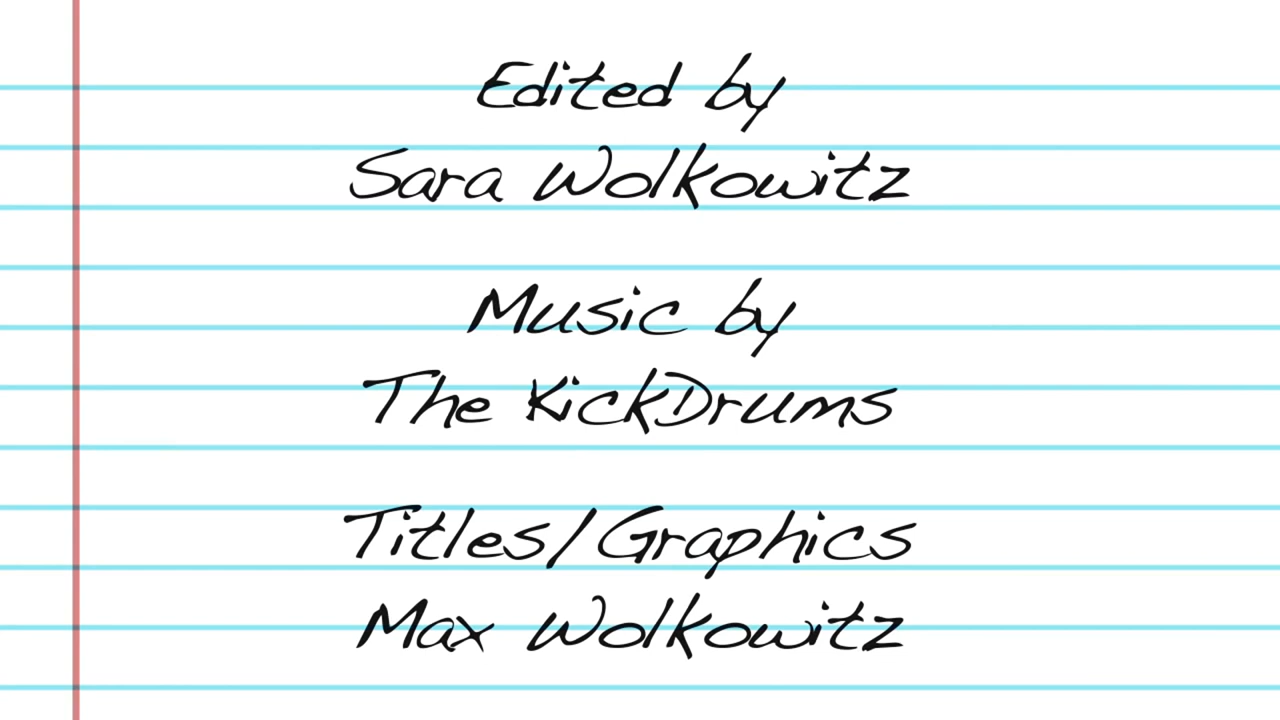 Edited by
Sara Wolkowitz
Music by
The KickDrums
Titles/Graphics
Max Wolkowitz